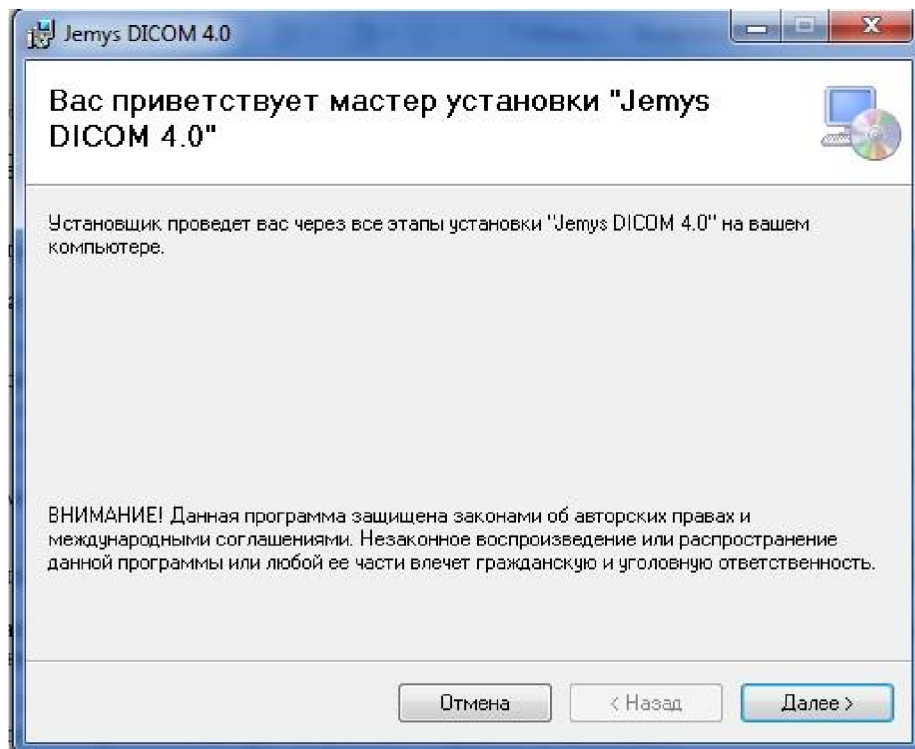 Jemys DICOM 4.0
Вас приветствует мастер установки "Jemys
DICOM 4.0"
Установщик проведет вас через все этапы установки "Jemys DICOM 4.0" на вашем
компьютере.
ВНИМАНИЕ! Данная программа защищена законами об авторских правах и
международными соглашениями. Незаконное воспроизведение или распространение
данной программы или любой ее части влечет гражданскую и уголовную ответственность.
Отмена
< Назад
Далее >